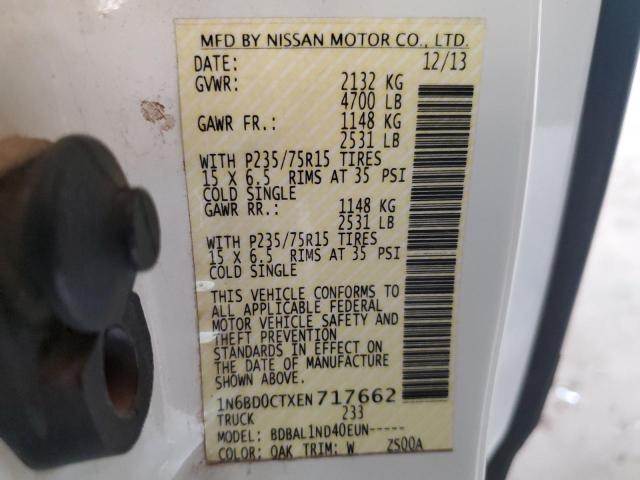 MFD BY NISSAN MOTOR CO., LTD.
DATE: 12/13
GVWR: 2132 KG
4700 LB
GAWR FR.: 1148 KG
2531 LB
WITH P235/75R15 TIRES
15 X 6.5 RIMS AT 35 PSI
COLD SINGLE
GAWR RR.: 1148 KG
2531 LB
WITH P235/75R15 TIRES
15 X 6.5 RIMS AT 35 PSI
COLD SINGLE
THIS VEHICLE CONFORMS TO
ALL APPLICABLE FEDERAL
MOTOR VEHICLE SAFETY AND
THEFT PREVENTION
STANDARDS IN EFFECT ON
THE DATE OF MANUFACTURE
SHOWN ABOVE.
1N6BD0CTXEN717662
TRUCK 233
MODEL: BDBAL1ND40EUN-----
COLOR: QAK TRIM: W ZS00A